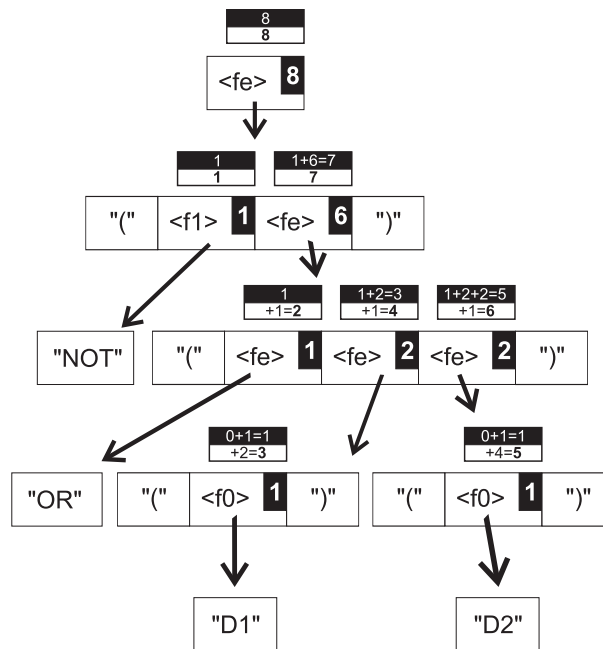 8
8
<fe> 8
1 1+6=7
1 7
"(" <f1> 1 <fe> 6 ")"
1 1+2=3 1+2+2=5
+1=2 +1=4 +1=6
"NOT" "(" <fe> 1 <fe> 2 <fe> 2 ")"
0+1=1 0+1=1
+2=3 +4=5
"OR" "(" <f0> 1 ")" "(" <f0> 1 ")"
"D1" "D2"